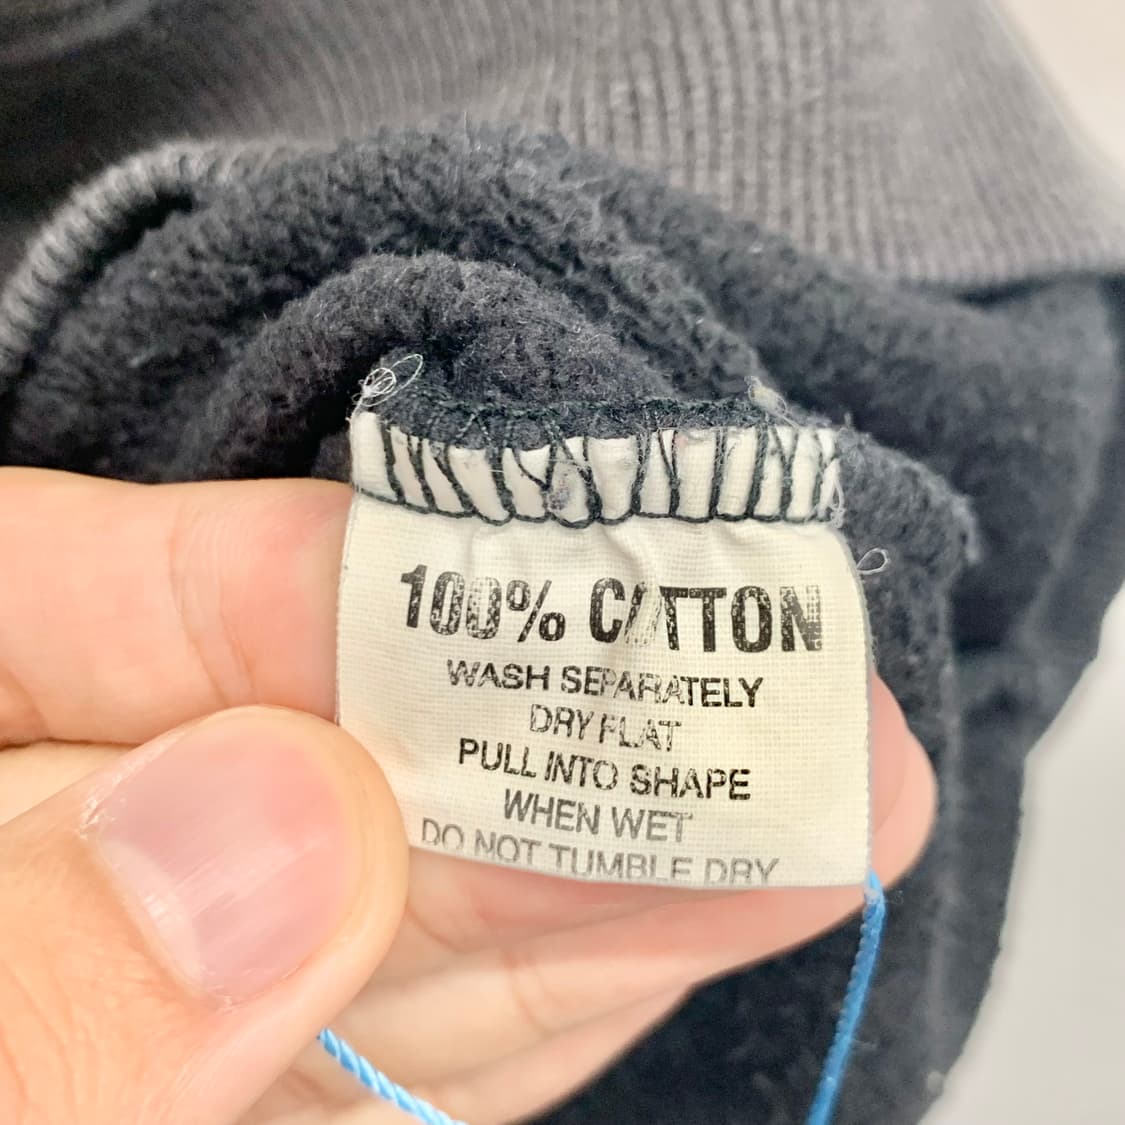 100% COTTON
WASH SEPARATELY
DRY FLAT
PULL INTO SHAPE
WHEN WET
DO NOT TUMBLE DRY